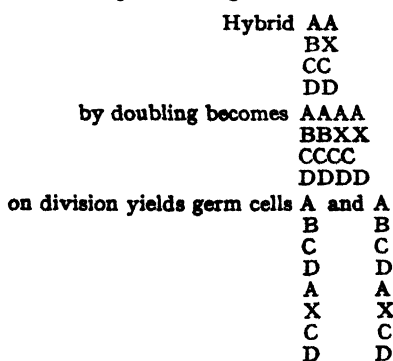 Hybrid AA
BX
CC
DD
by doubling becomes AAAA
BBXX
CCCC
DDDD
on division yields germ cells A and A
B B
C C
D D
A A
X X
C C
D D